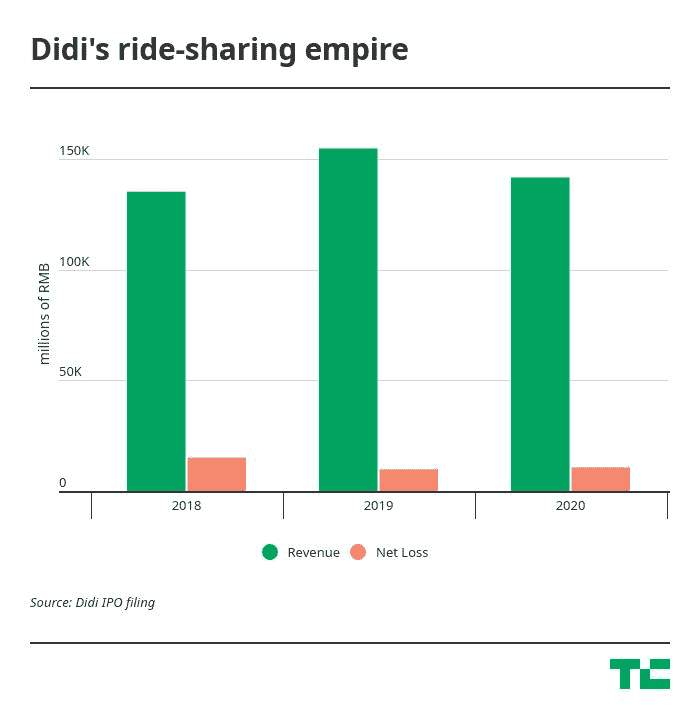 Didi's ride-sharing empire
150K
100K
50K
0
millions of RMB
2018 2019 2020
Revenue Net Loss
Source: Didi IPO filing
TC